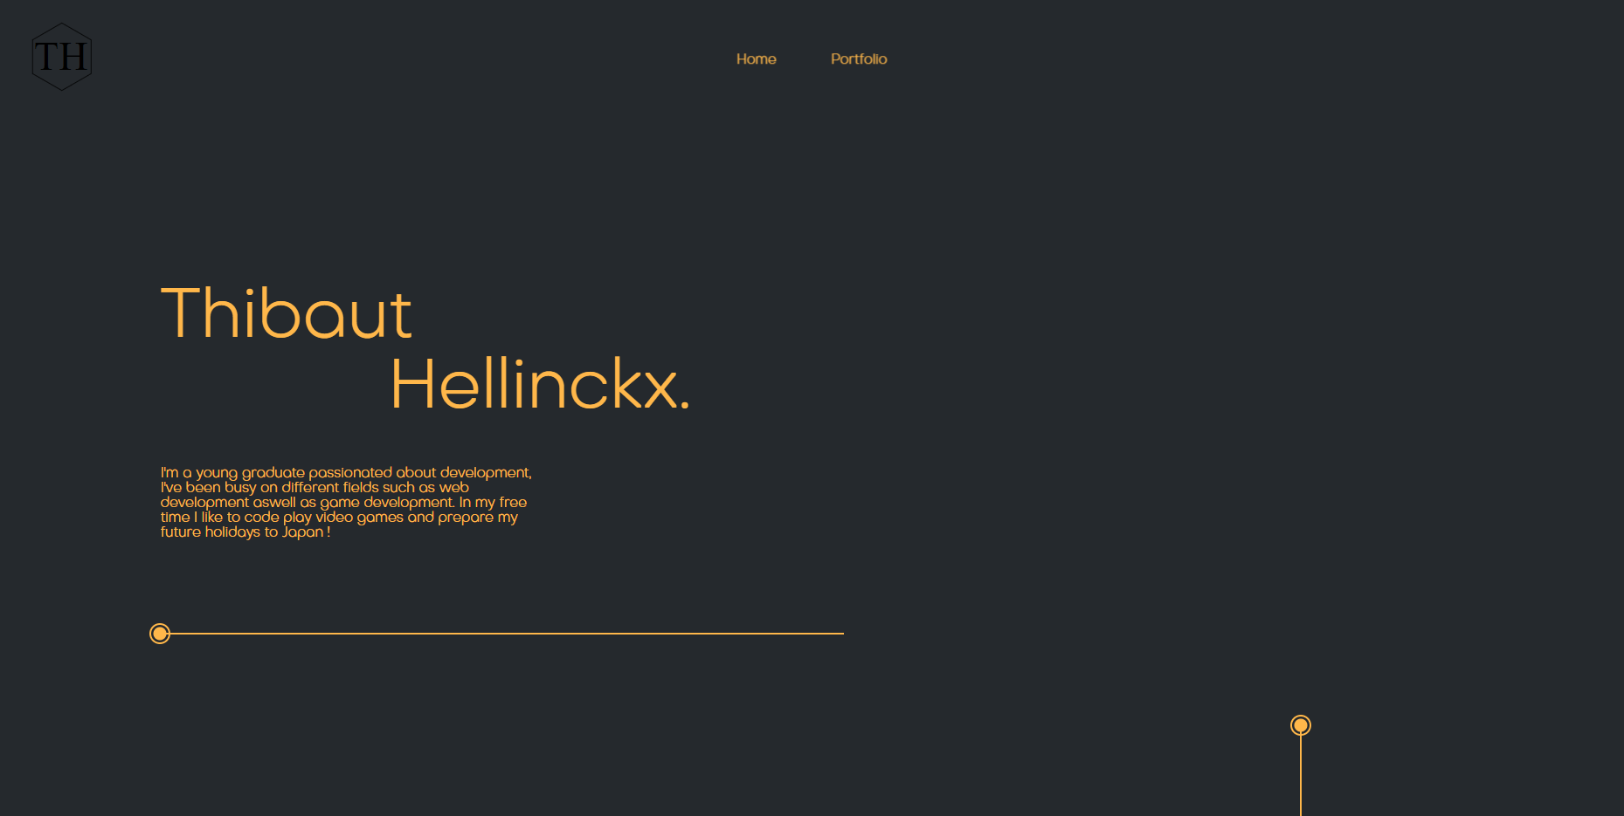 TH
Home Portfolio
Thibaut
Hellinckx.
I'm a young graduate passionated about development,
I've been busy on different fields such as web
development aswell as game development. In my free
time I like to code play video games and prepare my
future holidays to Japan !